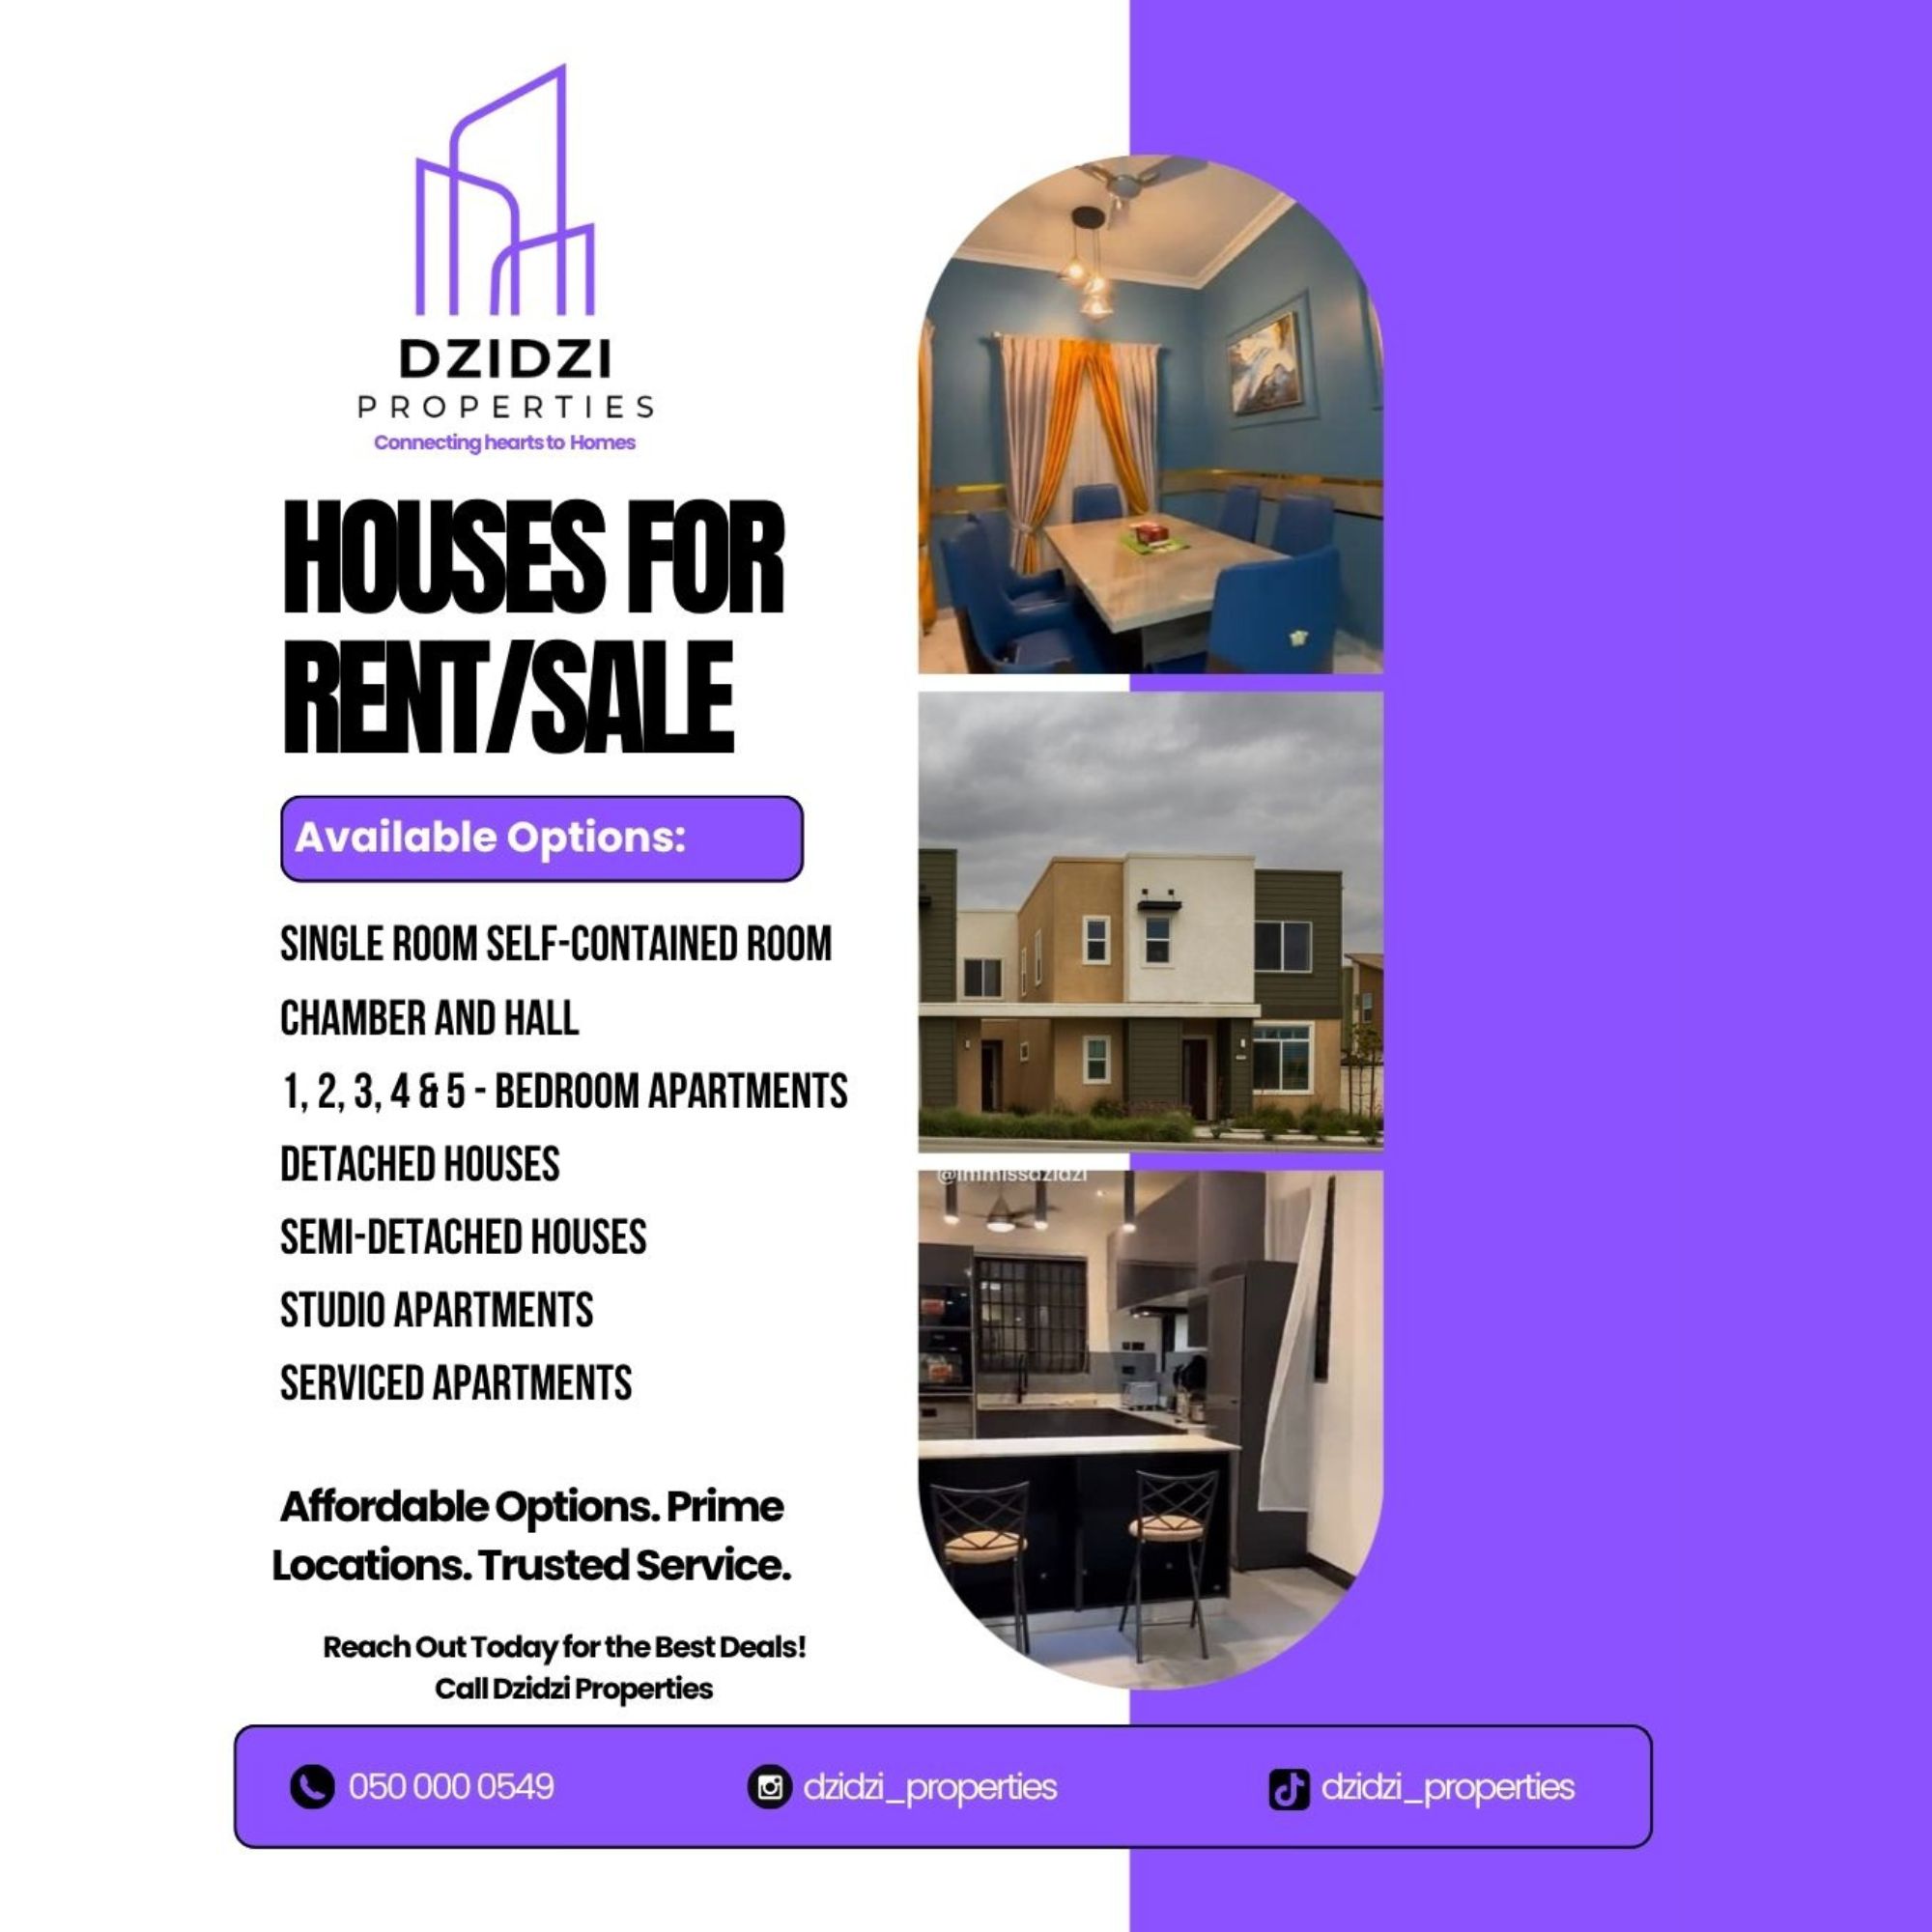 DZIDZI
PROPERTIES
Connecting hearts to Homes
HOUSES FOR
RENT/SALE
Available Options:
SINGLE ROOM SELF-CONTAINED ROOM
CHAMBER AND HALL
1, 2, 3, 4 & 5 - BEDROOM APARTMENTS
DETACHED HOUSES
SEMI-DETACHED HOUSES
STUDIO APARTMENTS
SERVICED APARTMENTS
Affordable Options. Prime
Locations. Trusted Service.
Reach Out Today for the Best Deals!
Call Dzidzi Properties
@immissdzidzi
050 000 0549
dzidzi_properties
dzidzi_properties